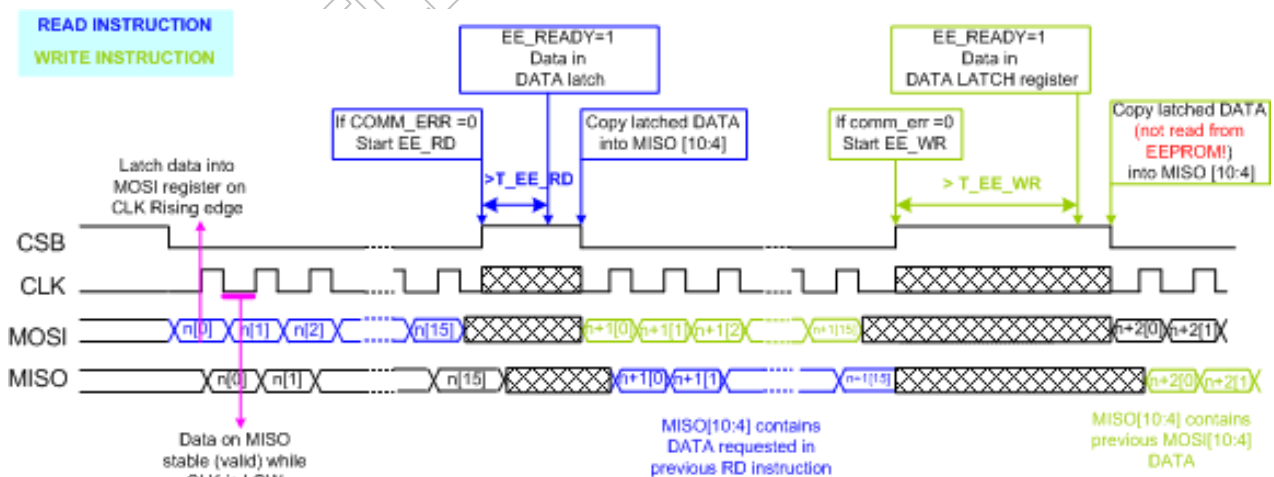 READ INSTRUCTION
WRITE INSTRUCTION
EE_READY=1
Data in
DATA latch
EE_READY=1
Data in
DATA LATCH register
If COMM_ERR =0
Start EE_RD
Copy latched DATA
into MISO [10:4]
If comm_err =0
Start EE_WR
Copy latched DATA
(not read from
EEPROM!)
into MISO [10:4]
Latch data into
MOSI register on
CLK Rising edge
>T_EE_RD
> T_EE_WR
CSB
CLK
MOSI n[0] n[1] n[2] n[15] n+1[0] n+1[1] n+1[2 n+1[15] n+2[0] n+2[1]
MISO n[0] n[1] n[15] n+1[0] n+1[1] n+1[15] n+2[0] n+2[1]
Data on MISO
stable (valid) while
MISO[10:4] contains
DATA requested in
previous RD instruction
MISO[10:4] contains
previous MOSI[10:4]
DATA